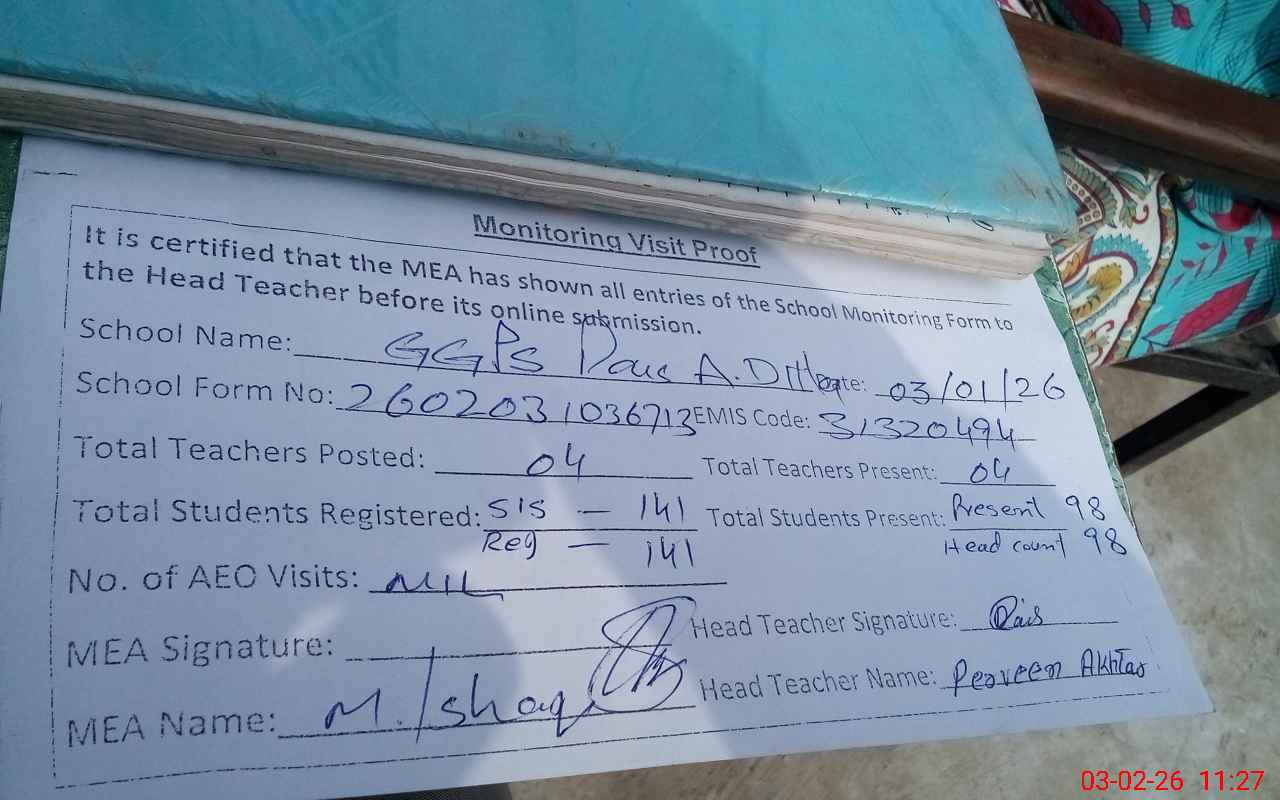 Monitoring Visit Proof
It is certified that the MEA has shown all entries of the School Monitoring Form to
the Head Teacher before its online submission.
School Name: GGPS A. Ditta Date: 03/01/26
School Form No: 2602031036713 EMIS Code: 31320494
Total Teachers Posted: 04 Total Teachers Present: 04
Total Students Registered: SIS – 141 Total Students Present: Present 98
Reg – 141 Head count 98
No. of AEO Visits: NIL
MEA Signature: Head Teacher Signature:
MEA Name: M. Ishaq Head Teacher Name: Perveen Akhtar
03-02-26 11:27